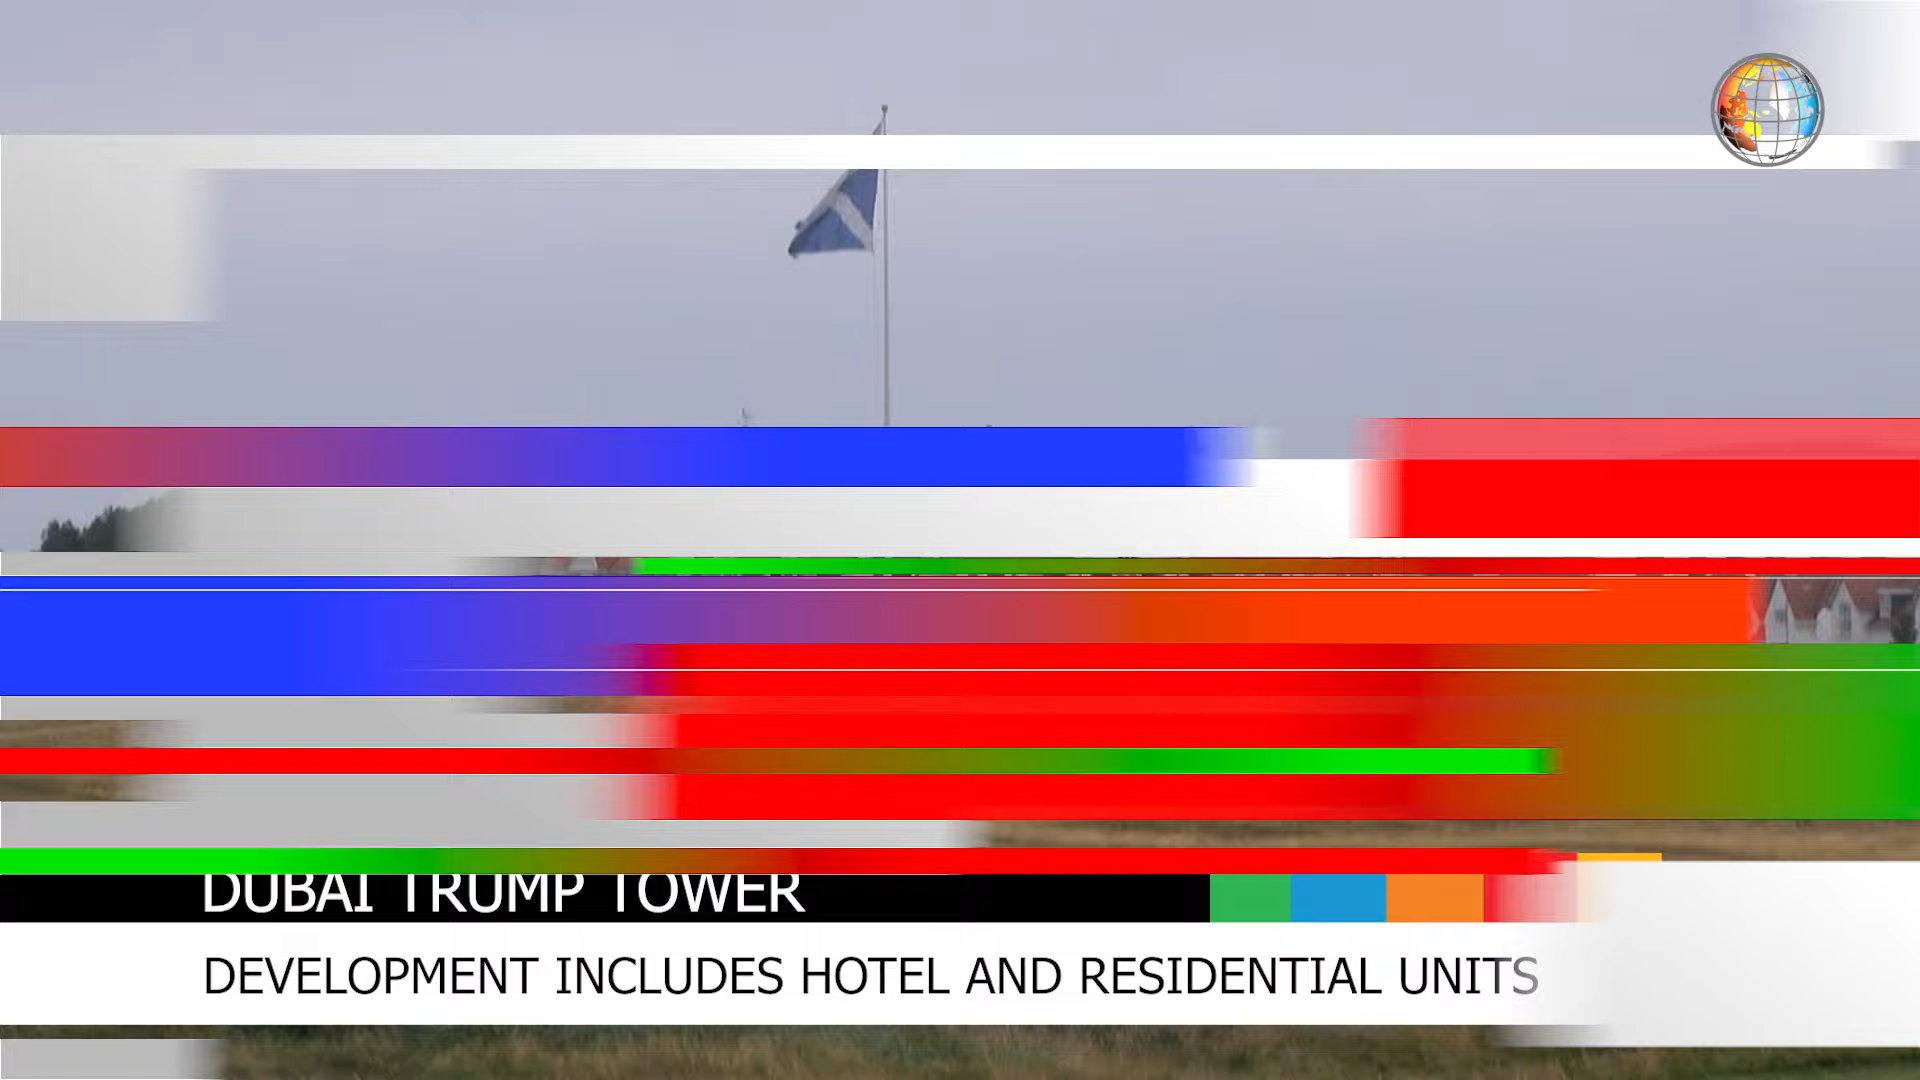 DUBAI TRUMP TOWER
DEVELOPMENT INCLUDES HOTEL AND RESIDENTIAL UNITS